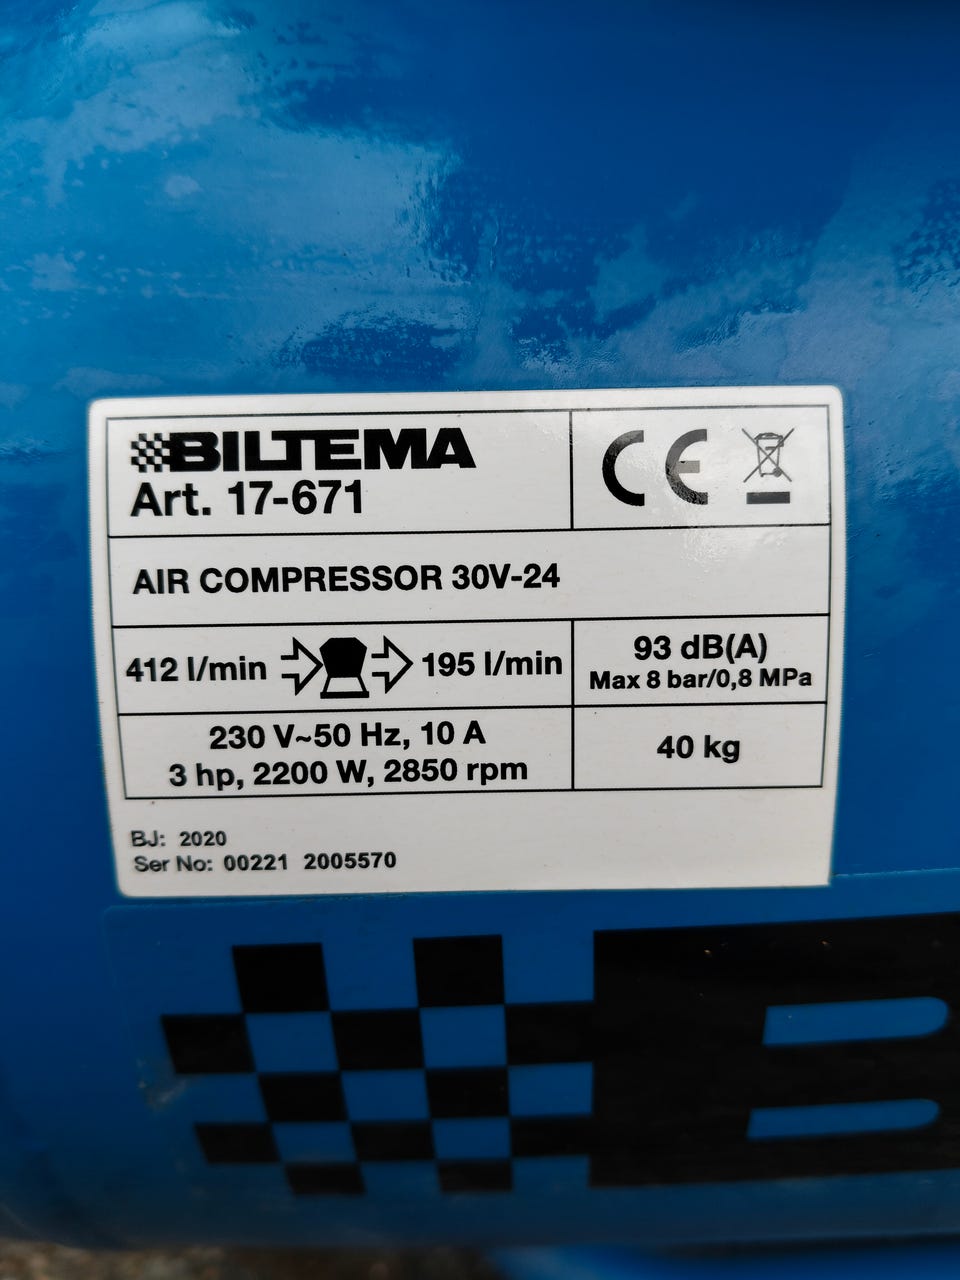 BILTEMA
Art. 17-671
CE
AIR COMPRESSOR 30V-24
412 l/min 195 l/min
93 dB(A)
Max 8 bar/0,8 MPa
230 V~50 Hz, 10 A
3 hp, 2200 W, 2850 rpm
40 kg
BJ: 2020
Ser No: 00221 2005570
B